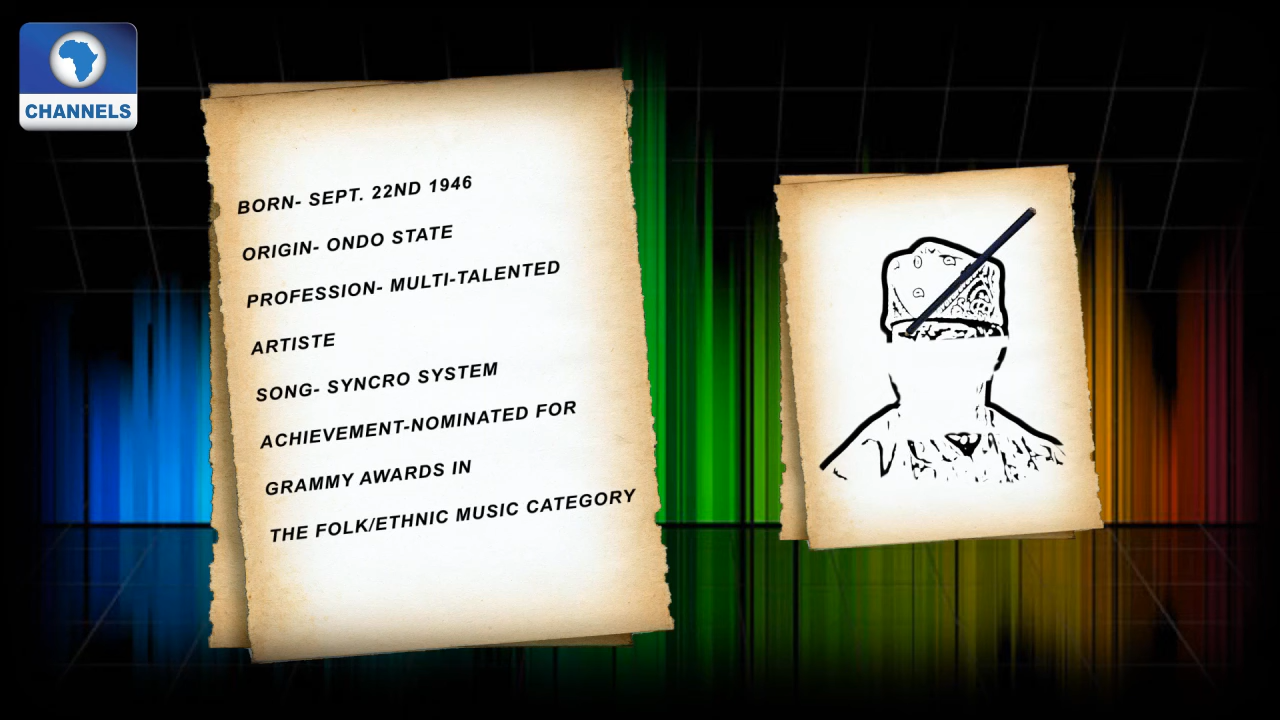 CHANNELS
BORN- SEPT. 22ND 1946
ORIGIN- ONDO STATE
PROFESSION- MULTI-TALENTED
ARTISTE
SONG- SYNCRO SYSTEM
ACHIEVEMENT-NOMINATED FOR
GRAMMY AWARDS IN
THE FOLK/ETHNIC MUSIC CATEGORY